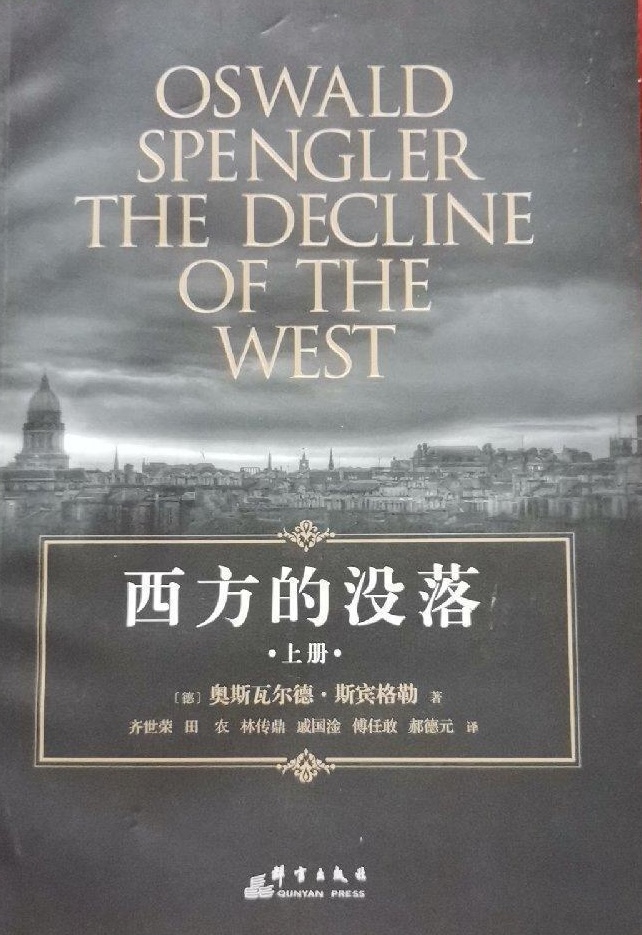 OSWALD
SPENGLER
THE DECLINE
OF THE
WEST
西方的没落
•上册•
〔德〕奥斯瓦尔德·斯宾格勒 著
齐世荣 田 农 林传鼎 戚国淦 傅任敢 郝德元 译
群言出版社
QUNYAN PRESS